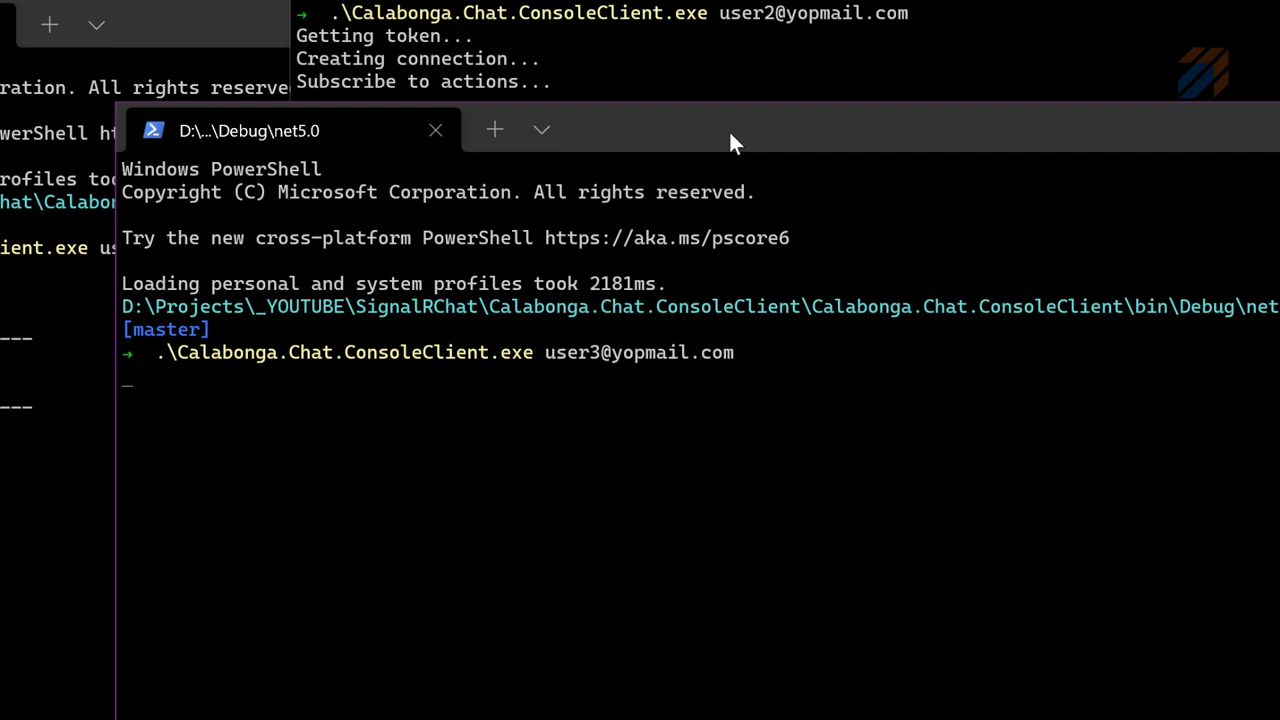 → .\Calabonga.Chat.ConsoleClient.exe user2@yopmail.com
Getting token...
Creating connection...
Subscribe to actions...
ration. All rights reserve
werShell ht
rofiles too
hat\Calabon
ient.exe us
---
---
D:\...\Debug\net5.0
Windows PowerShell
Copyright (C) Microsoft Corporation. All rights reserved.
Try the new cross-platform PowerShell https://aka.ms/pscore6
Loading personal and system profiles took 2181ms.
D:\Projects\_YOUTUBE\SignalRChat\Calabonga.Chat.ConsoleClient\Calabonga.Chat.ConsoleClient\bin\Debug\net
[master]
→ .\Calabonga.Chat.ConsoleClient.exe user3@yopmail.com